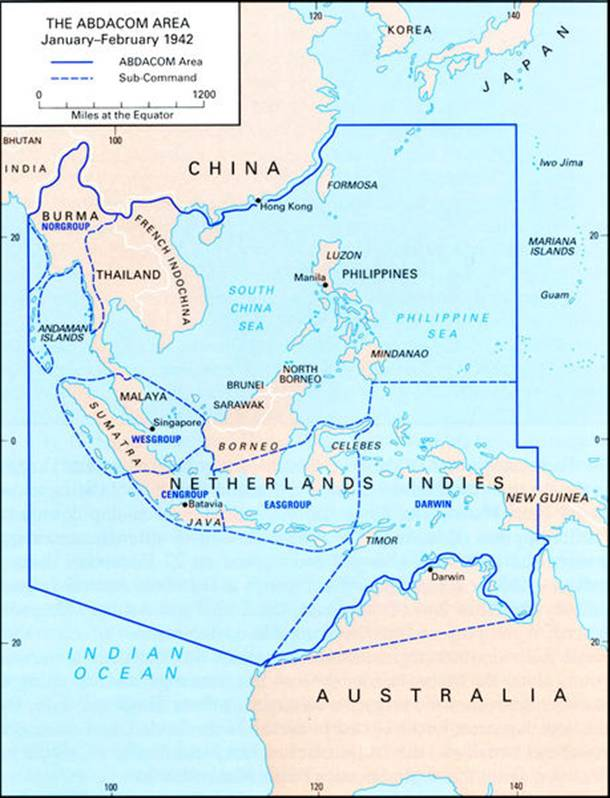 THE ABDACOM AREA
January–February 1942
ABDACOM Area
Sub-Command
0
1200
Miles at the Equator
120
140
KOREA
JAPAN
BHUTAN
100
INDIA
CHINA
Iwo Jima
FORMOSA
Hong Kong
BURMA
NORGROUP
FRENCH INDOCHINA
20
20
LUZON
MARIANA
ISLANDS
THAILAND
Manila
PHILIPPINES
SOUTH
CHINA
SEA
Guam
PHILIPPINE
SEA
ANDAMAN
ISLANDS
MINDANAO
NORTH
BORNEO
BRUNEI
MALAYA
SARAWAK
SUMATRA
Singapore
WESGROUP
0
0
BORNEO
CELEBES
NETHERLANDS INDIES
CENGROUP
Batavia
EASGROUP
DARWIN
NEW GUINEA
JAVA
TIMOR
Darwin
20
20
INDIAN
OCEAN
AUSTRALIA
100
120
140